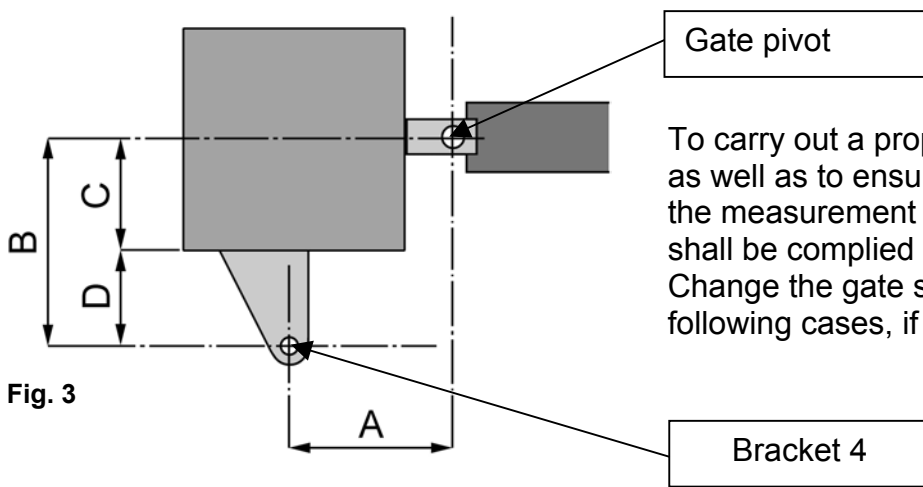 Gate pivot
To carry out a prop
as well as to ensu
the measurement
shall be complied
Change the gate s
following cases, if
B
C
D
A
Fig. 3
Bracket 4